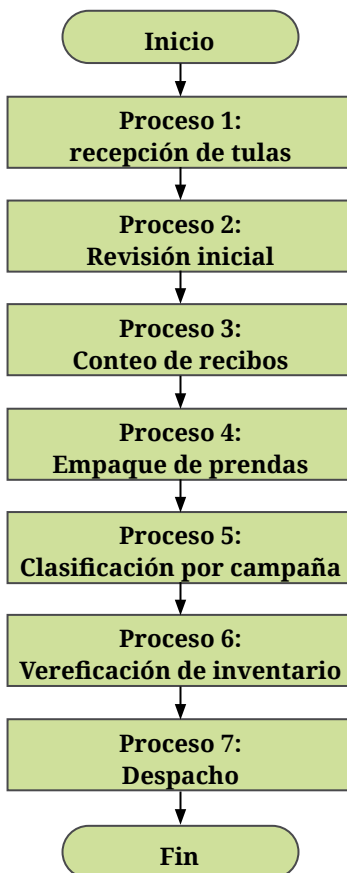 Inicio
Proceso 1:
recepción de tulas
Proceso 2:
Revisión inicial
Proceso 3:
Conteo de recibos
Proceso 4:
Empaque de prendas
Proceso 5:
Clasificación por campaña
Proceso 6:
Vereficación de inventario
Proceso 7:
Despacho
Fin